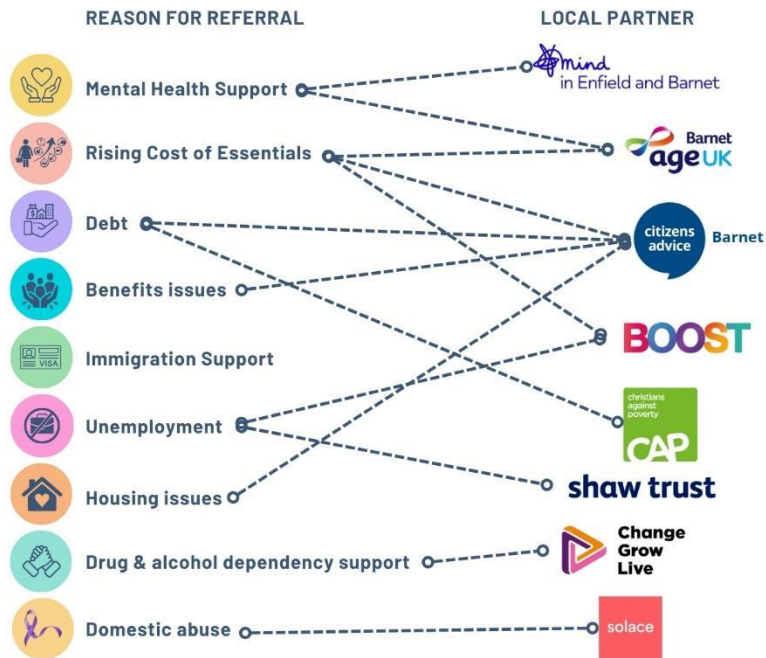 REASON FOR REFERRAL
LOCAL PARTNER
Mental Health Support
Rising Cost of Essentials
Debt
Benefits issues
Immigration Support
VISA
Unemployment
Housing issues
Drug & alcohol dependency support
Domestic abuse
mind
in Enfield and Barnet
Barnet
age UK
citizens
advice
Barnet
BOOST
christians
against
poverty
CAP
shaw trust
Change
Grow
Live
solace